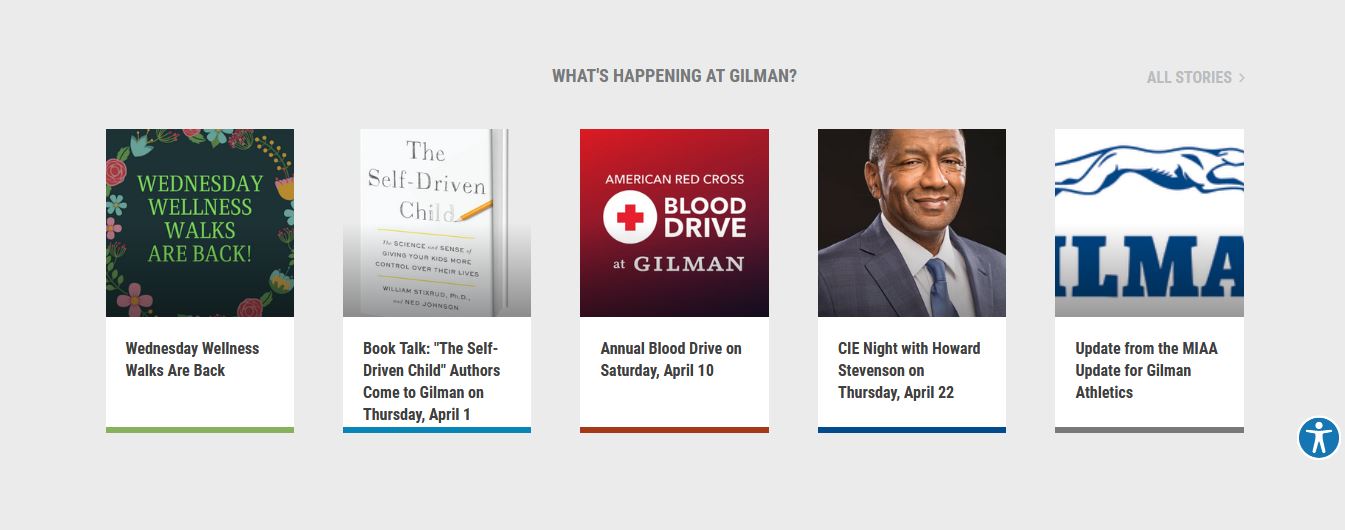 WHAT'S HAPPENING AT GILMAN?
ALL STORIES
WEDNESDAY
WELLNESS
WALKS
ARE BACK!
Wednesday Wellness
Walks Are Back
The
Self-Driven
Child
The SCIENCE and SENSE of
GIVING YOUR KIDS MORE
CONTROL OVER THEIR LIVES
WILLIAM STIXRUD, Ph.D.,
and NED JOHNSON
Book Talk: "The Self-
Driven Child" Authors
Come to Gilman on
Thursday, April 1
AMERICAN RED CROSS
BLOOD
DRIVE
at GILMAN
Annual Blood Drive on
Saturday, April 10
CIE Night with Howard
Stevenson on
Thursday, April 22
ILMA
Update from the MIAA
Update for Gilman
Athletics